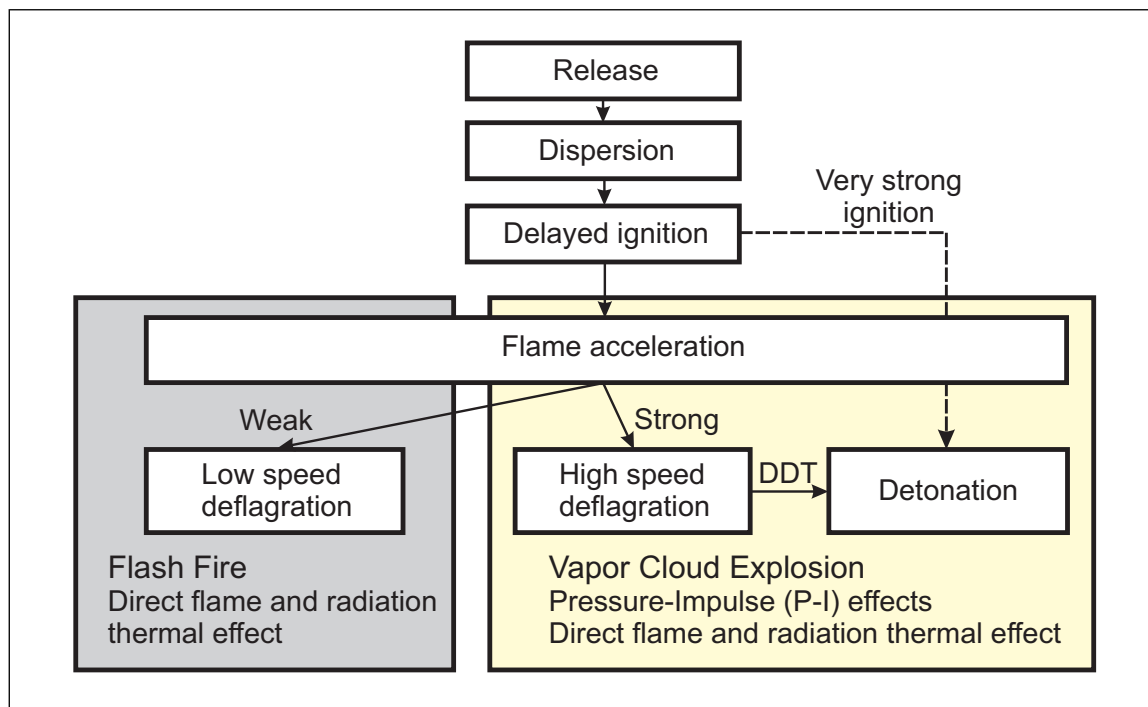 Release
Dispersion
Very strong
ignition
Delayed ignition
Flame acceleration
Weak
Strong
Low speed
deflagration
High speed
deflagration
DDT
Detonation
Flash Fire
Direct flame and radiation
thermal effect
Vapor Cloud Explosion
Pressure-Impulse (P-I) effects
Direct flame and radiation thermal effect